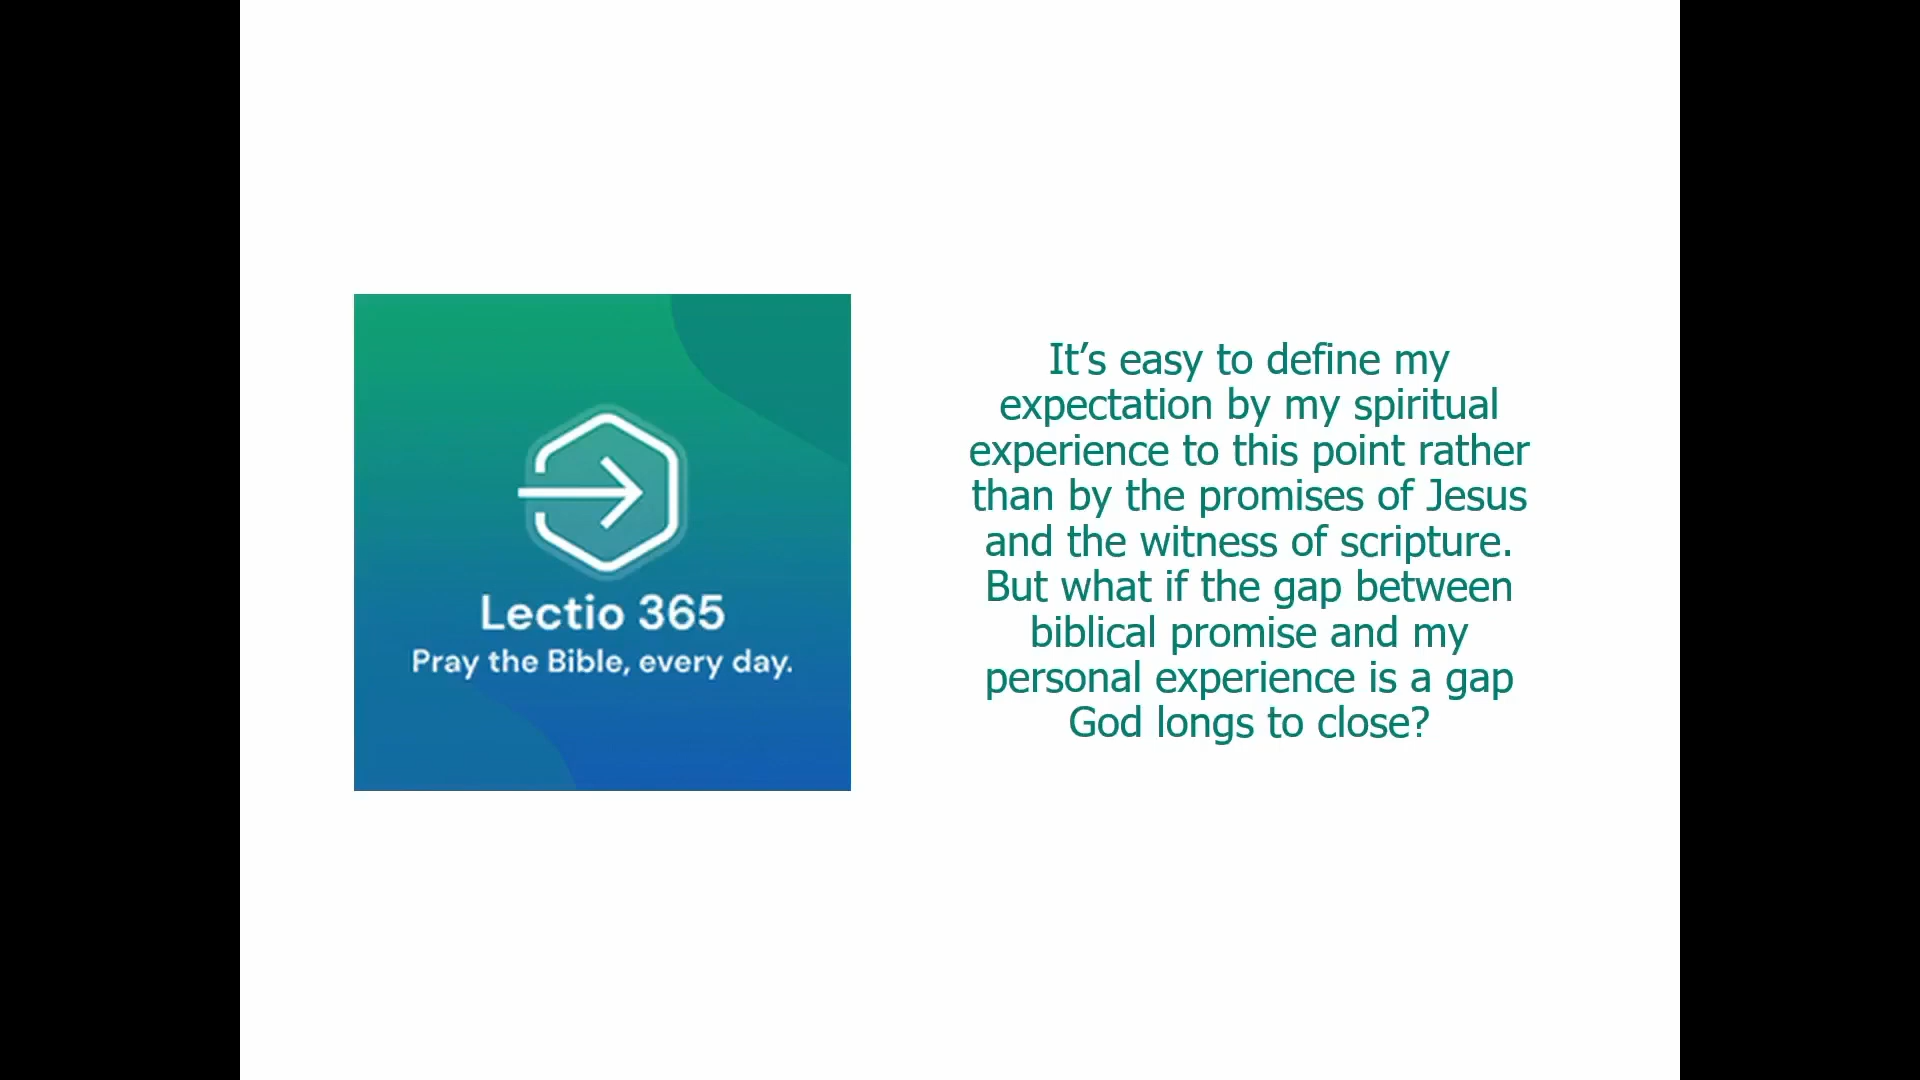 Lectio 365
Pray the Bible, every day.
It’s easy to define my
expectation by my spiritual
experience to this point rather
than by the promises of Jesus
and the witness of scripture.
But what if the gap between
biblical promise and my
personal experience is a gap
God longs to close?